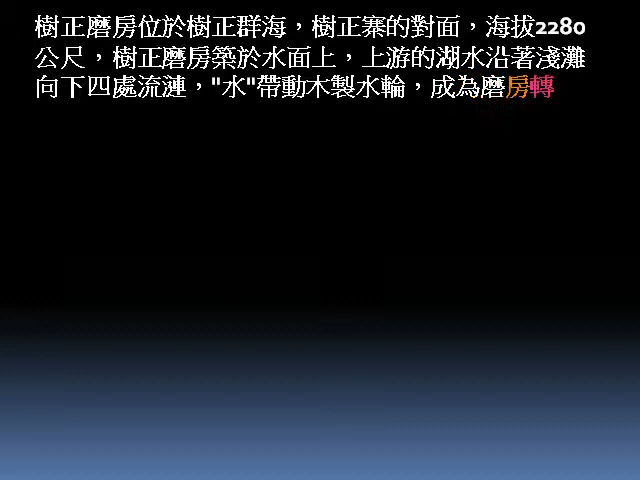 樹正磨房位於樹正群海，樹正寨的對面，海拔2280
公尺，樹正磨房築於水面上，上游的湖水沿著淺灘
向下四處流漣，"水"帶動木製水輪，成為磨房轉